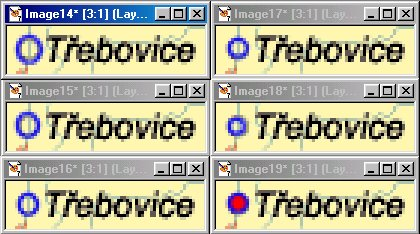 Image14* [3:1] (Lay...
Třebovice
Image17* [3:1] (Lay...
Třebovice
Image15* [3:1] (Lay...
Třebovice
Image18* [3:1] (Lay...
Třebovice
Image16* [3:1] (Lay...
Třebovice
Image19* [3:1] (Lay...
Třebovice